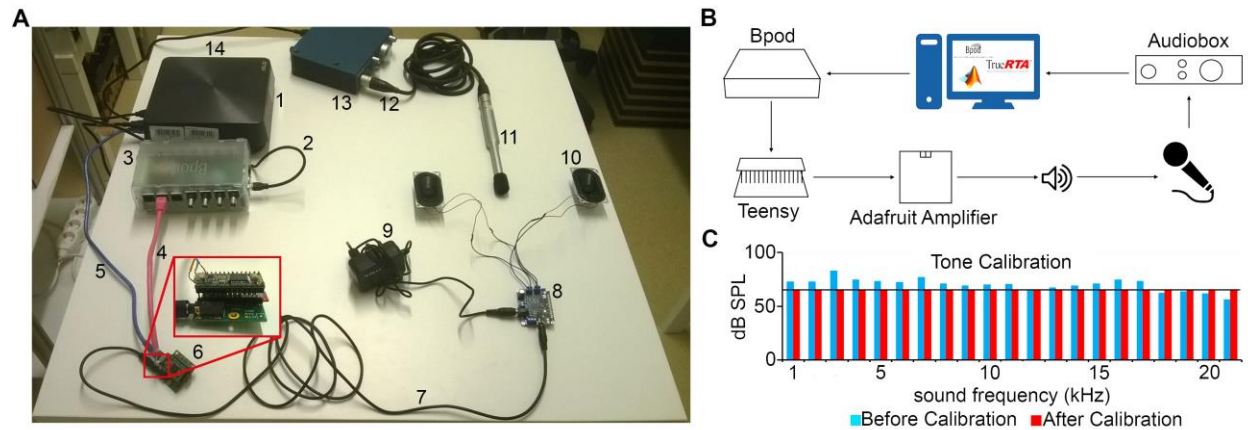 A
14
1
13
12
2
3
11
10
4
5
9
8
6
7
B
Bpod
Bpod
TrueRTA
Audiobox
Teensy
Adafruit Amplifier
C
Tone Calibration
100
50
0
dB SPL
1 5 10 15 20
sound frequency (kHz)
Before Calibration After Calibration